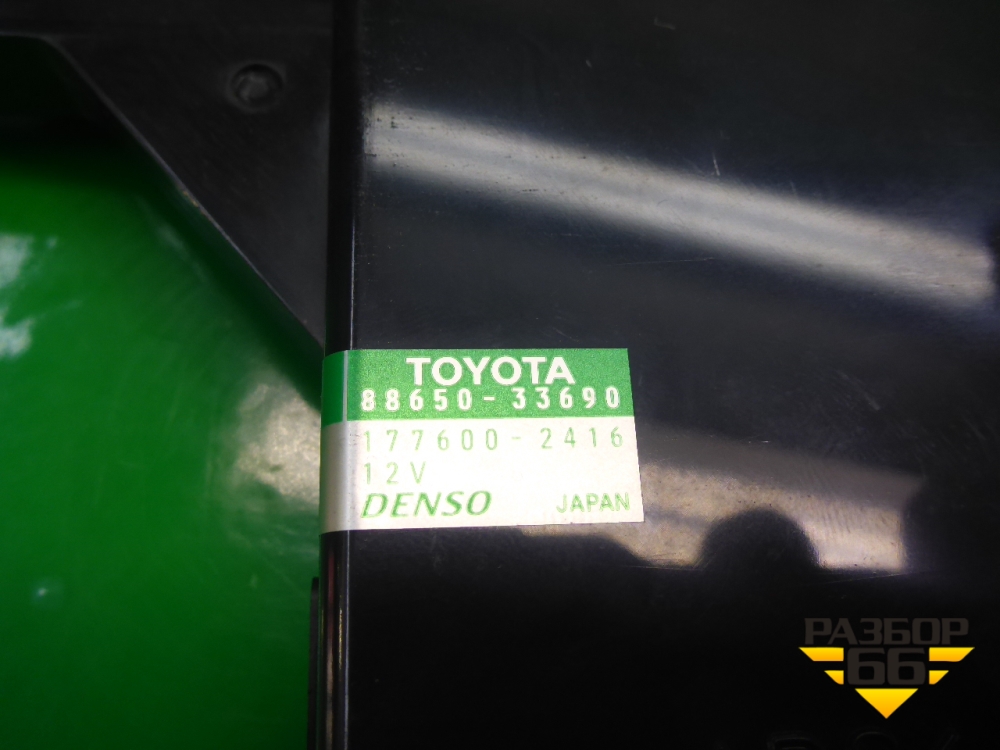 TOYOTA
88650-33690
177600-2416
12V
DENSO JAPAN
РАЗБОР
66